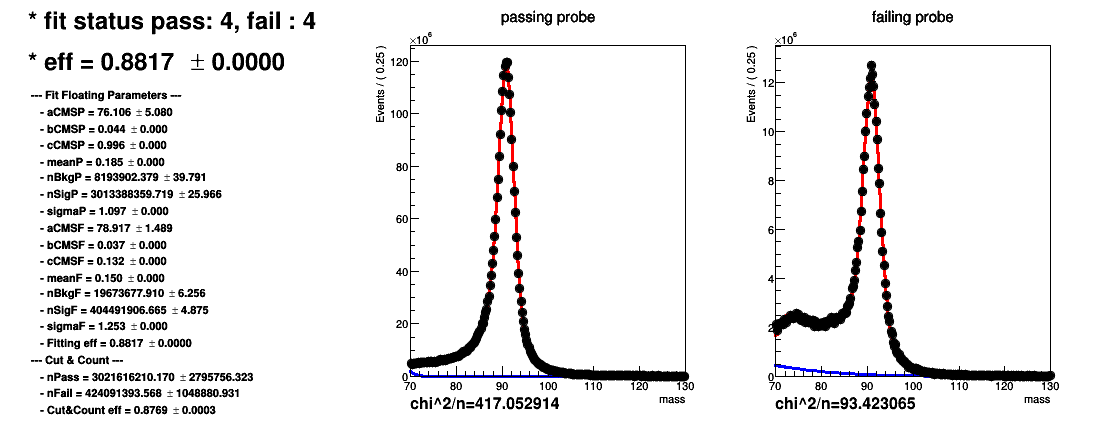 * fit status pass: 4, fail : 4
* eff = 0.8817 ± 0.0000
--- Fit Floating Parameters ---
- aCMSP = 76.106 ± 5.080
- bCMSP = 0.044 ± 0.000
- cCMSP = 0.996 ± 0.000
- meanP = 0.185 ± 0.000
- nBkgP = 8193902.379 ± 39.791
- nSigP = 3013388359.719 ± 25.966
- sigmaP = 1.097 ± 0.000
- aCMSF = 78.917 ± 1.489
- bCMSF = 0.037 ± 0.000
- cCMSF = 0.132 ± 0.000
- meanF = 0.150 ± 0.000
- nBkgF = 19673677.910 ± 6.256
- nSigF = 404491906.665 ± 4.875
- sigmaF = 1.253 ± 0.000
- Fitting eff = 0.8817 ± 0.0000
--- Cut & Count ---
- nPass = 3021616210.170 ± 2795756.323
- nFail = 424091393.568 ± 1048880.931
- Cut&Count eff = 0.8769 ± 0.0003
passing probe
×10⁶
Events / ( 0.25 )
120
100
80
60
40
20
0
70 80 90 100 110 120 130
mass
chi^2/n=417.052914
failing probe
×10⁶
Events / ( 0.25 )
12
10
8
6
4
2
0
70 80 90 100 110 120 130
mass
chi^2/n=93.423065